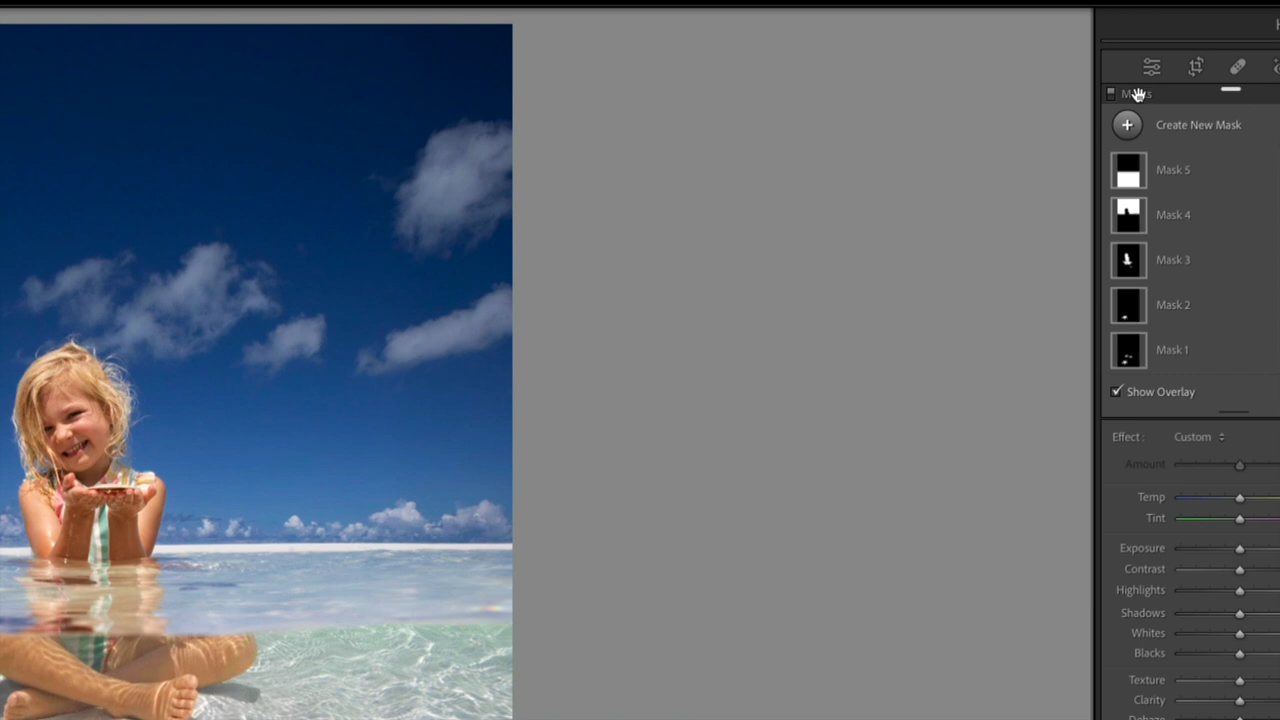 Create New Mask
Mask 5
Mask 4
Mask 3
Mask 2
Mask 1
Show Overlay
Effect :
Custom
Amount
Temp
Tint
Exposure
Contrast
Highlights
Shadows
Whites
Blacks
Texture
Clarity